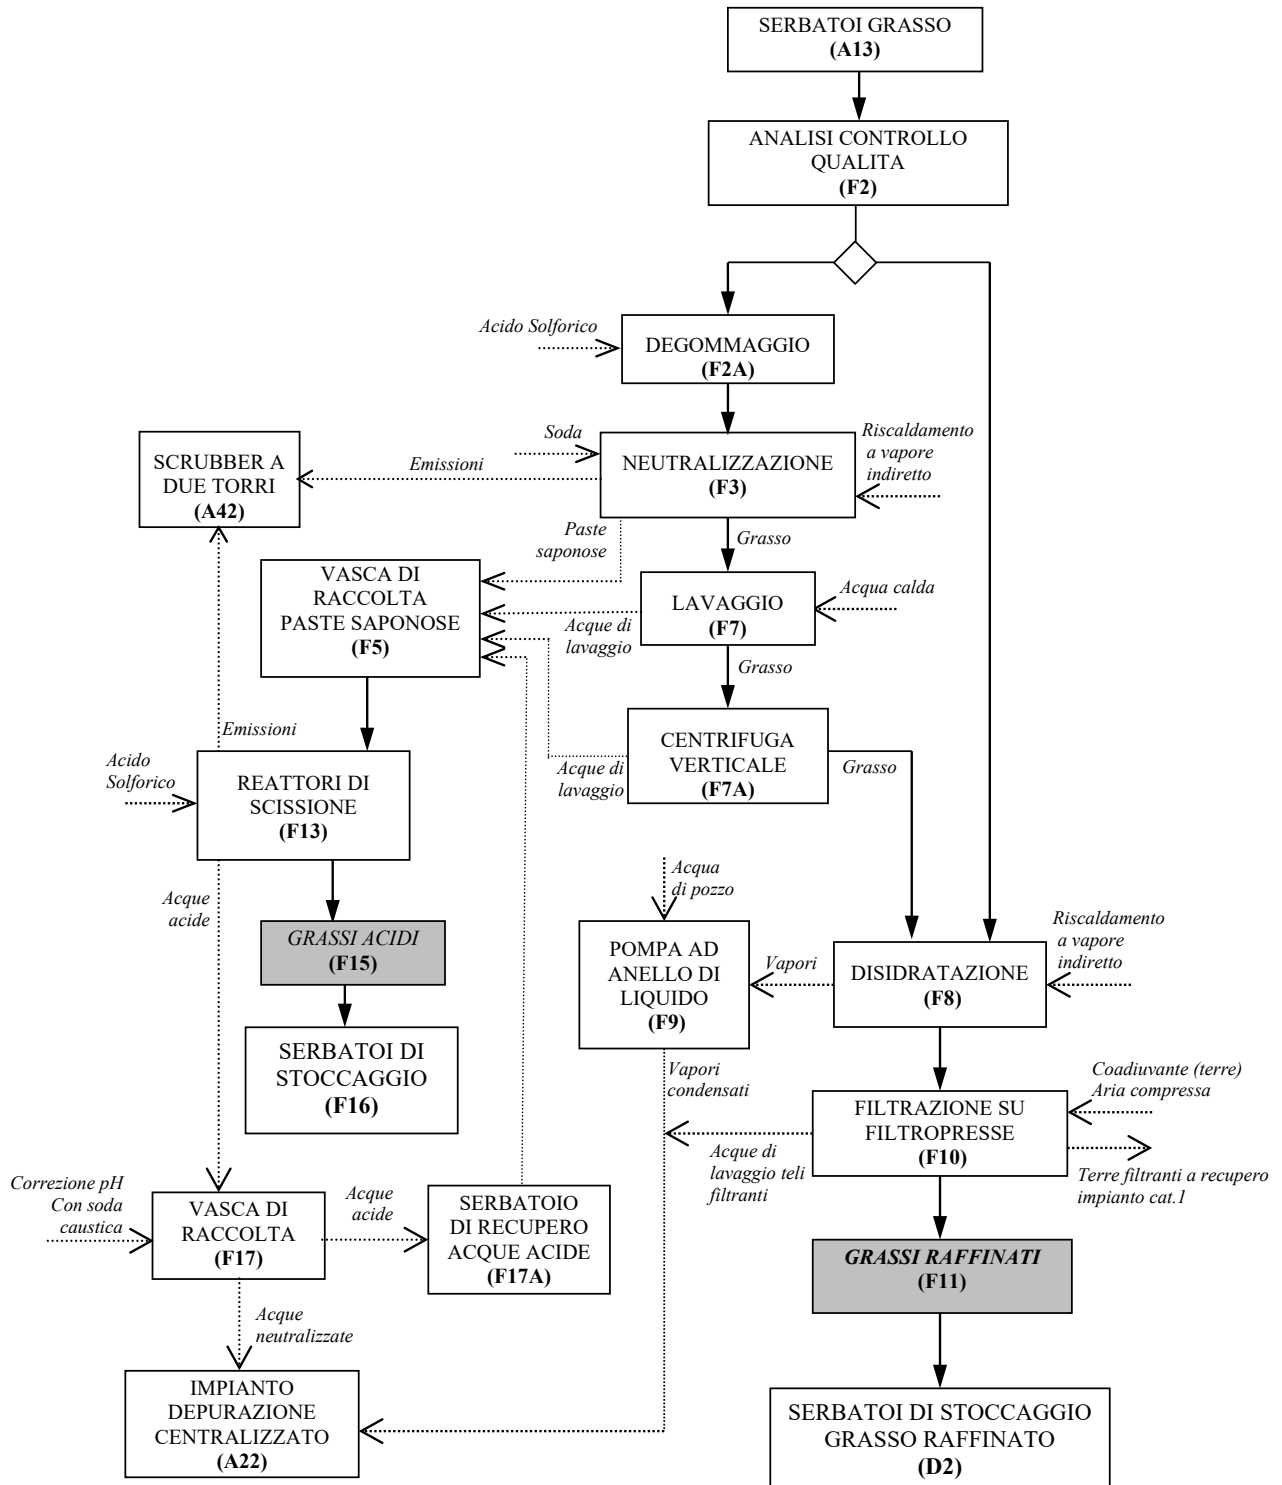 SERBATOI GRASSO
(A13)
ANALISI CONTROLLO
QUALITA
(F2)
Acido Solforico
DEGOMMAGGIO
(F2A)
Soda
Riscaldamento
a vapore
indiretto
NEUTRALIZZAZIONE
(F3)
Emissioni
SCRUBBER A
DUE TORRI
(A42)
Paste
saponose
Grasso
VASCA DI
RACCOLTA
PASTE SAPONOSE
(F5)
LAVAGGIO
(F7)
Acqua calda
Acque di
lavaggio
Grasso
CENTRIFUGA
VERTICALE
(F7A)
Acque di
lavaggio
Grasso
Emissioni
Acido
Solforico
REATTORI DI
SCISSIONE
(F13)
Acque
acide
Acqua
di pozzo
GRASSI ACIDI
(F15)
POMPA AD
ANELLO DI
LIQUIDO
(F9)
Vapori
DISIDRATAZIONE
(F8)
Riscaldamento
a vapore
indiretto
SERBATOI DI
STOCCAGGIO
(F16)
Vapori
condensati
FILTRAZIONE SU
FILTROPRESSE
(F10)
Coadiuvante (terre)
Aria compressa
Acque di
lavaggio teli
filtranti
Terre filtranti a recupero
impianto cat.1
Correzione pH
Con soda
caustica
VASCA DI
RACCOLTA
(F17)
Acque
acide
SERBATOIO
DI RECUPERO
ACQUE ACIDE
(F17A)
GRASSI RAFFINATI
(F11)
Acque
neutralizzate
IMPIANTO
DEPURAZIONE
CENTRALIZZATO
(A22)
SERBATOI DI STOCCAGGIO
GRASSO RAFFINATO
(D2)